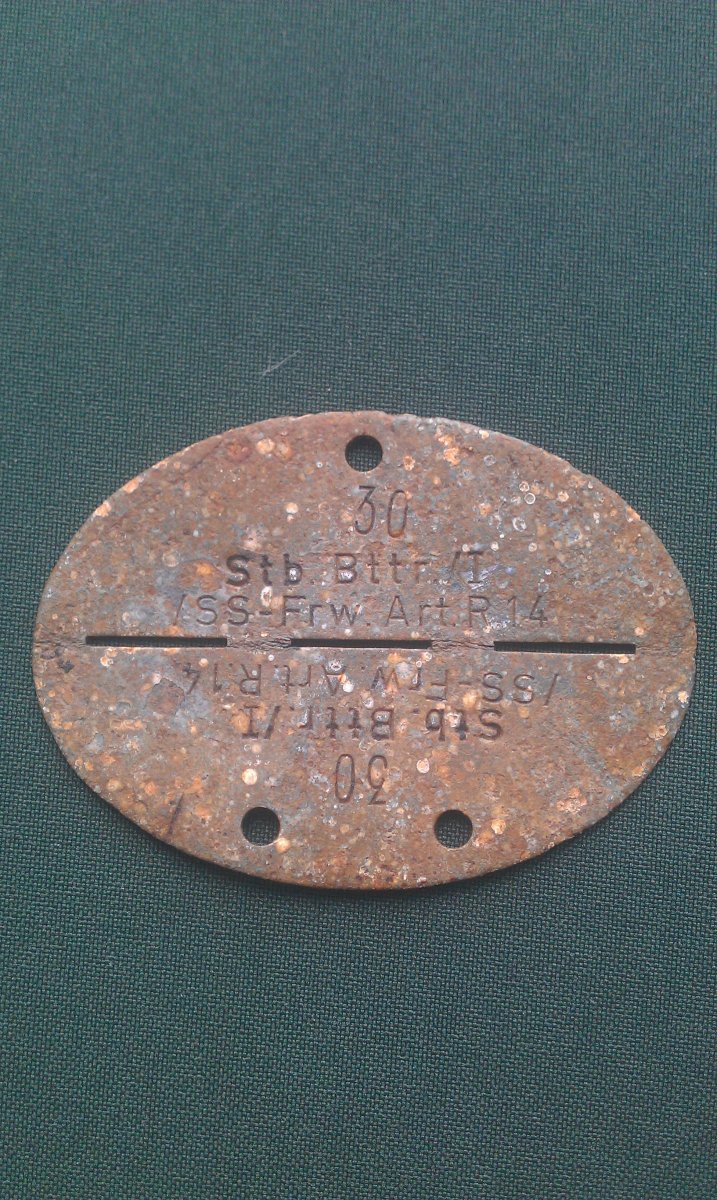 30
Stb. Bttr./I
/SS-Frw. Art.R.14
/SS-Frw. Art.R.14
Stb. Bttr./I
30